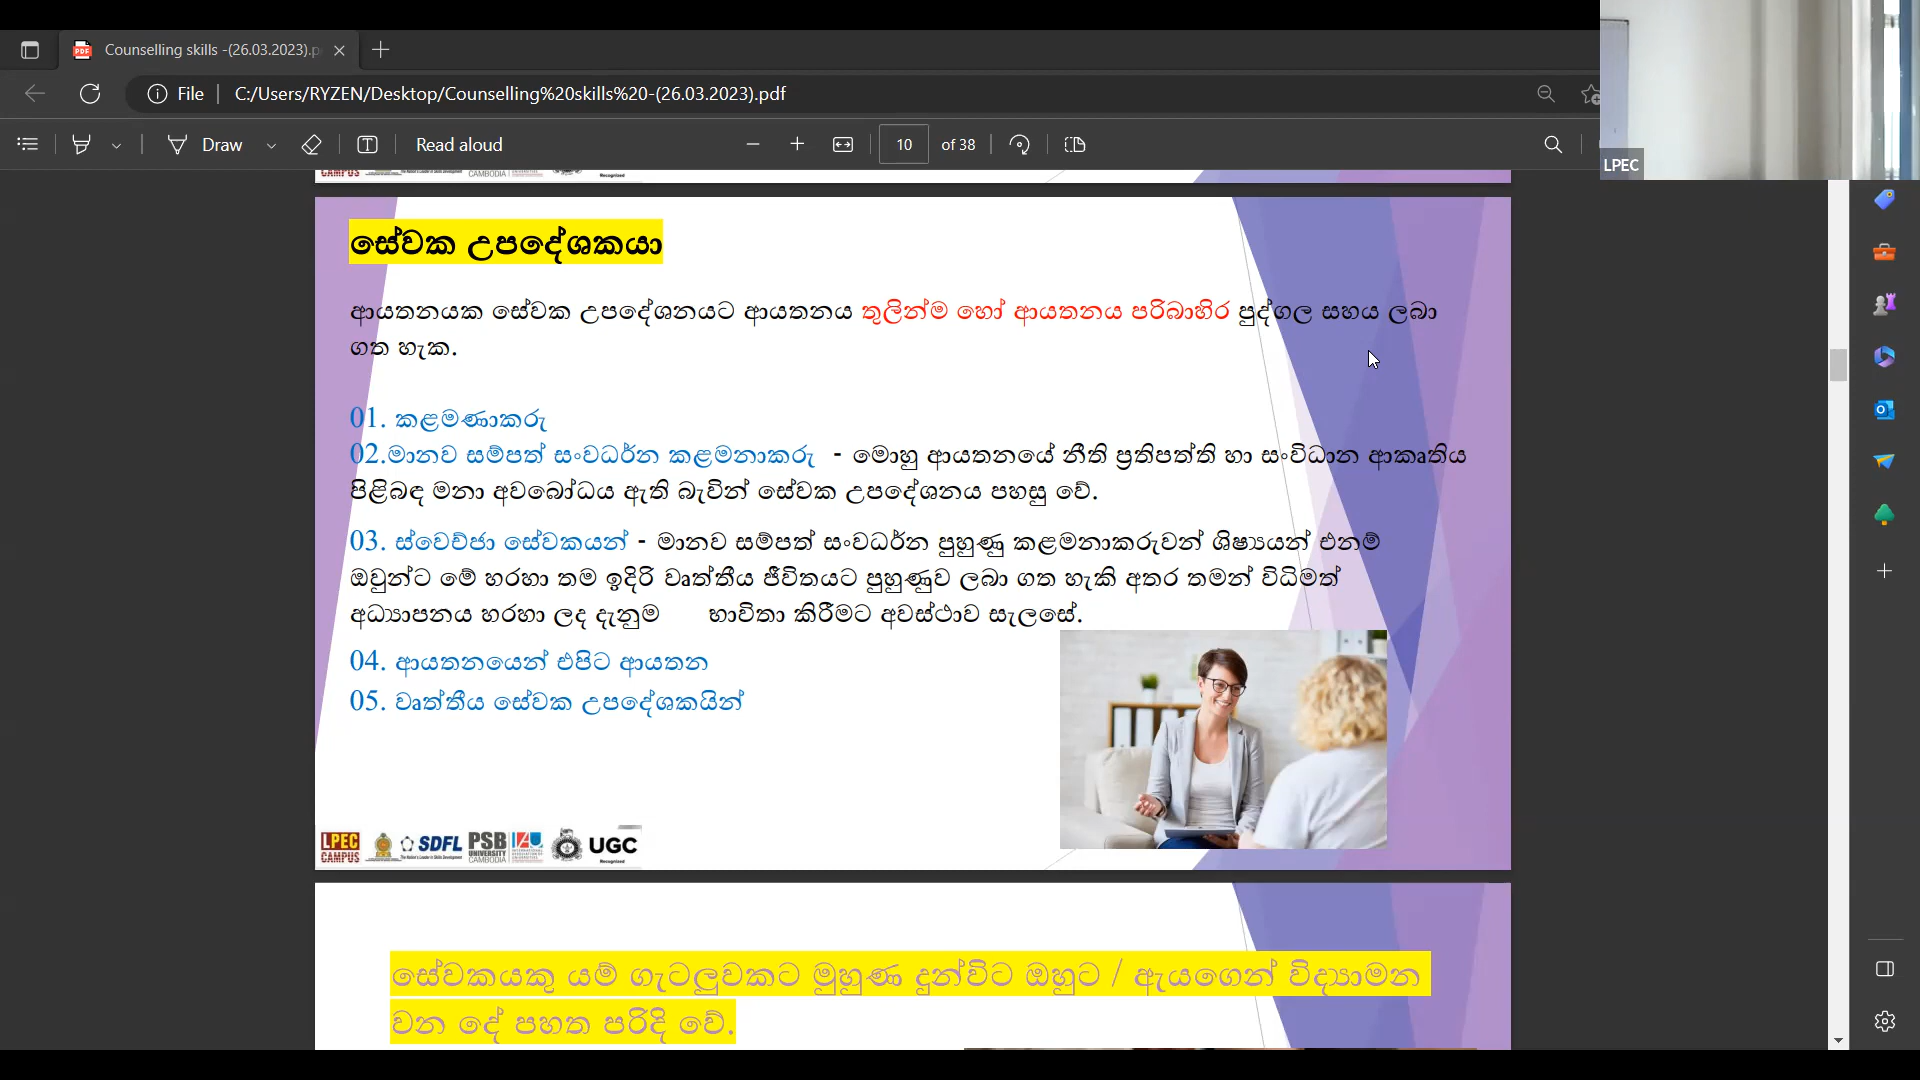 Counselling skills -(26.03.2023).p
File
C:/Users/RYZEN/Desktop/Counselling%20skills%20-(26.03.2023).pdf
Draw
Read aloud
10 of 38
LPEC
සේවක උපදේශකයා
ආයතනයක සේවක උපදේශනයට ආයතනය තුලින්ම හෝ ආයතනය පරිබාහිර පුද්ගල සහය ලබා
ගත හැක.
01. කළමණාකරු
02.මානව සම්පත් සංවර්ධන කළමනාකරු - මොහු ආයතනයේ නීති ප්‍රතිපත්ති හා සංවිධාන ආකෘතිය
පිළිබඳ මනා අවබෝධය ඇති බැවින් සේවක උපදේශනය පහසු වේ.
03. ස්වෙච්ජා සේවකයන් - මානව සම්පත් සංවර්ධන පුහුණු කළමනාකරුවන් ශිෂ්‍යයන් එනම්
ඔවුන්ට මේ හරහා තම ඉදිරි වෘත්තීය ජීවිතයට පුහුණුව ලබා ගත හැකි අතර තමන් විධිමත්
අධ්‍යාපනය හරහා ලද දැනුම භාවිතා කිරීමට අවස්ථාව සැලසේ.
04. ආයතනයෙන් එපිට ආයතන
05. වෘත්තීය සේවක උපදේශකයින්
LPEC CAMPUS SDFL PSB UNIVERSITY CAMBODIA IAU UGC
Recognized
සේවකයකු යම් ගැටලුවකට මුහුණ දුන්විට ඔහුට / ඇයගෙන් විද්‍යාමන
වන දේ පහත පරිදි වේ.